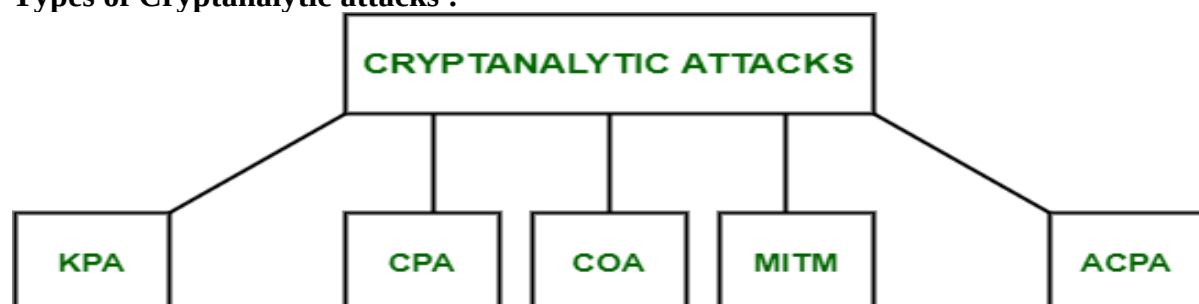 Types of Cryptanalytic attacks :
CRYPTANALYTIC ATTACKS
KPA CPA COA MITM ACPA